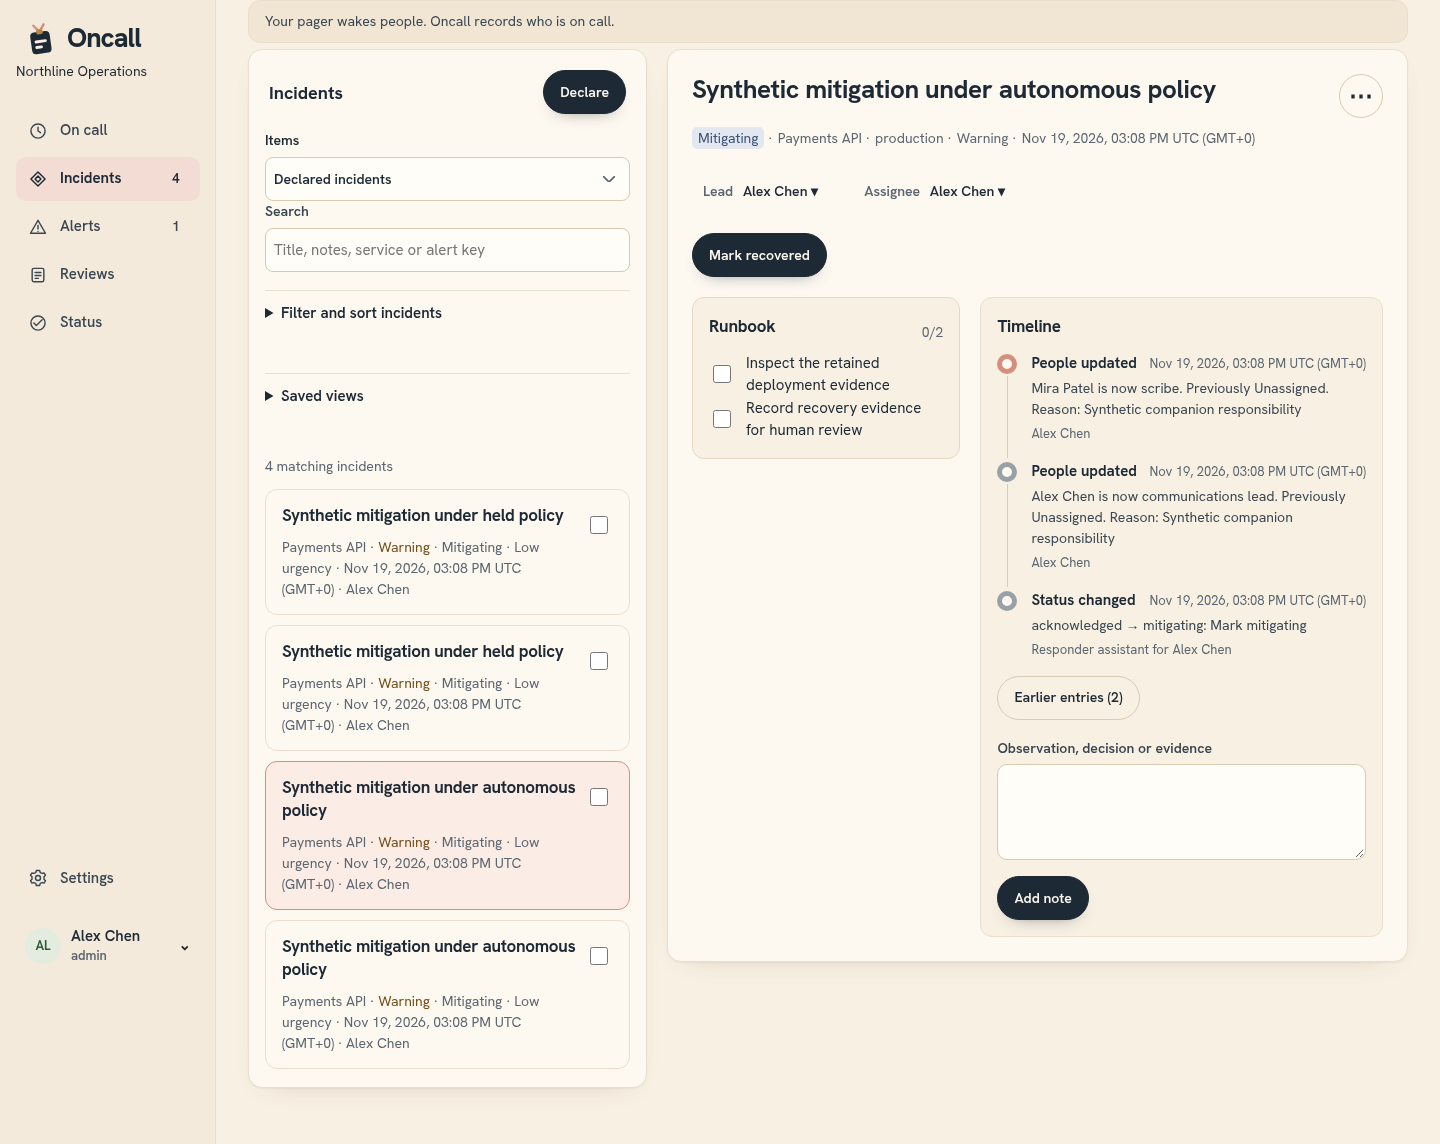 Oncall
Northline Operations
On call
Incidents 4
Alerts 1
Reviews
Status
Settings
AL
Alex Chen
admin
Your pager wakes people. Oncall records who is on call.
Incidents
Declare
Items
Declared incidents
Search
Title, notes, service or alert key
Filter and sort incidents
Saved views
4 matching incidents
Synthetic mitigation under held policy
Payments API · Warning · Mitigating · Low
urgency · Nov 19, 2026, 03:08 PM UTC
(GMT+0) · Alex Chen
Synthetic mitigation under held policy
Payments API · Warning · Mitigating · Low
urgency · Nov 19, 2026, 03:08 PM UTC
(GMT+0) · Alex Chen
Synthetic mitigation under autonomous
policy
Payments API · Warning · Mitigating · Low
urgency · Nov 19, 2026, 03:08 PM UTC
(GMT+0) · Alex Chen
Synthetic mitigation under autonomous
policy
Payments API · Warning · Mitigating · Low
urgency · Nov 19, 2026, 03:08 PM UTC
(GMT+0) · Alex Chen
Synthetic mitigation under autonomous policy
Mitigating · Payments API · production · Warning · Nov 19, 2026, 03:08 PM UTC (GMT+0)
Lead Alex Chen ▾ Assignee Alex Chen ▾
Mark recovered
Runbook 0/2
Inspect the retained
deployment evidence
Record recovery evidence
for human review
Timeline
People updated Nov 19, 2026, 03:08 PM UTC (GMT+0)
Mira Patel is now scribe. Previously Unassigned.
Reason: Synthetic companion responsibility
Alex Chen
People updated Nov 19, 2026, 03:08 PM UTC (GMT+0)
Alex Chen is now communications lead. Previously
Unassigned. Reason: Synthetic companion
responsibility
Alex Chen
Status changed Nov 19, 2026, 03:08 PM UTC (GMT+0)
acknowledged → mitigating: Mark mitigating
Responder assistant for Alex Chen
Earlier entries (2)
Observation, decision or evidence
Add note